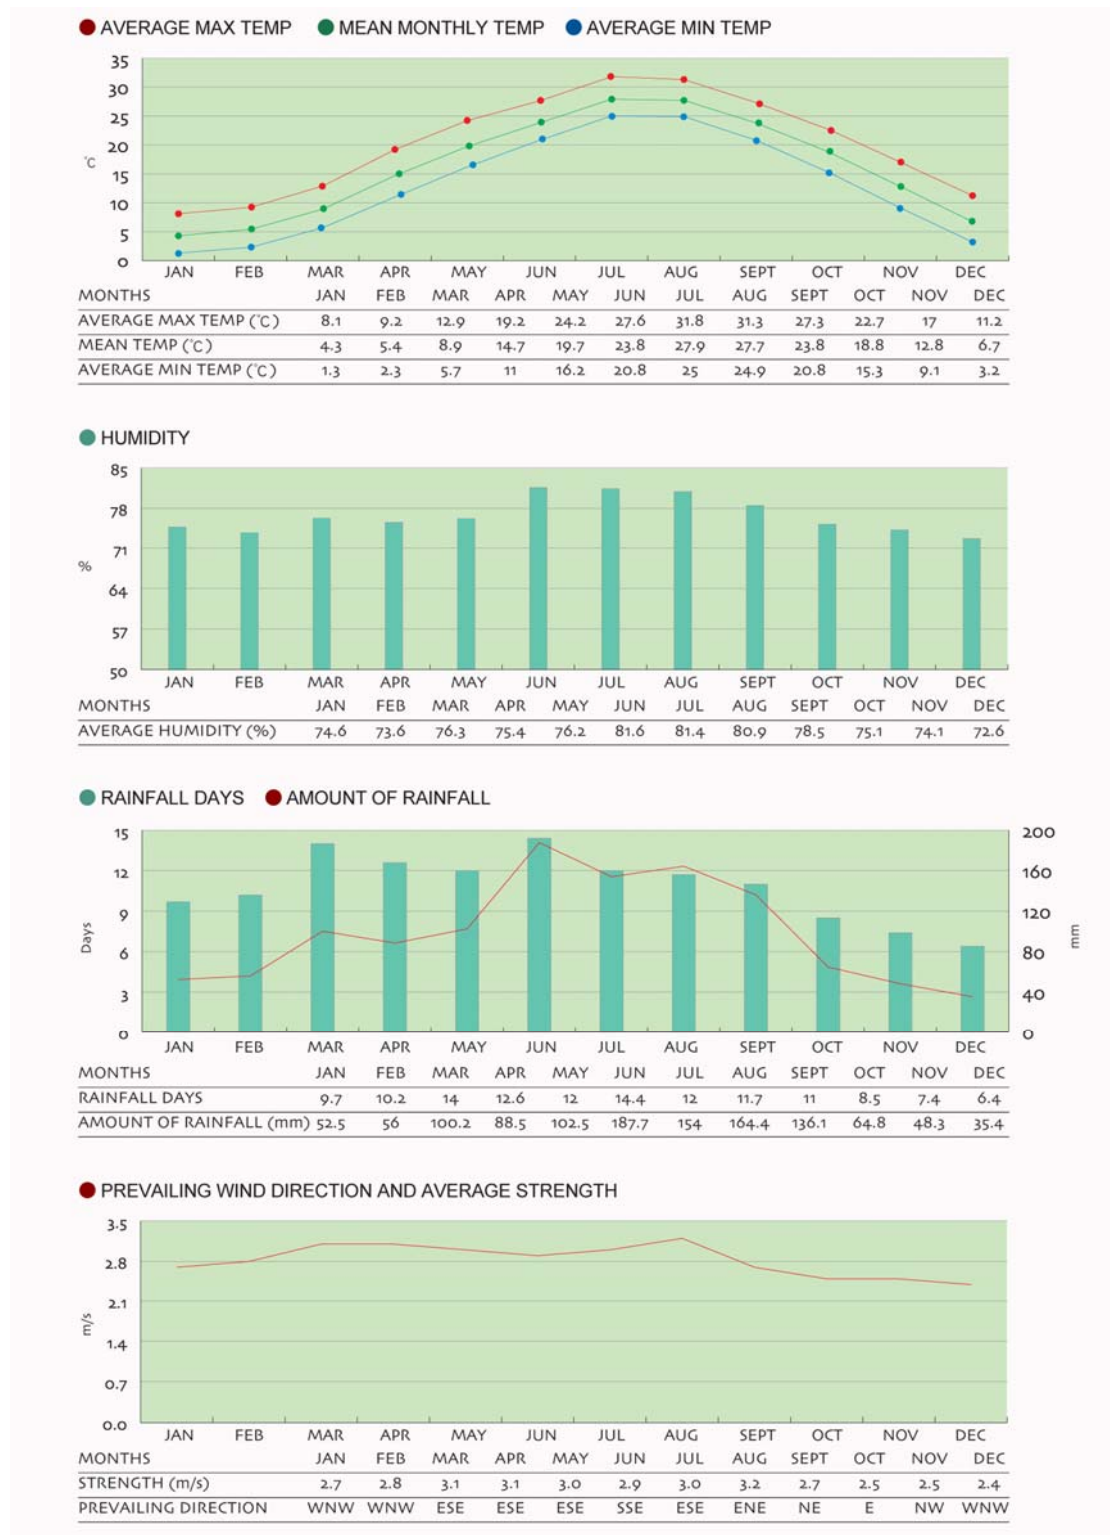 AVERAGE MAX TEMP MEAN MONTHLY TEMP AVERAGE MIN TEMP
35
30
25
20
°C
15
10
5
0
JAN FEB MAR APR MAY JUN JUL AUG SEPT OCT NOV DEC
MONTHS JAN FEB MAR APR MAY JUN JUL AUG SEPT OCT NOV DEC
AVERAGE MAX TEMP (°C) 8.1 9.2 12.9 19.2 24.2 27.6 31.8 31.3 27.3 22.7 17 11.2
MEAN TEMP (°C) 4.3 5.4 8.9 14.7 19.7 23.8 27.9 27.7 23.8 18.8 12.8 6.7
AVERAGE MIN TEMP (°C) 1.3 2.3 5.7 11 16.2 20.8 25 24.9 20.8 15.3 9.1 3.2
HUMIDITY
85
78
71
%
64
57
50
JAN FEB MAR APR MAY JUN JUL AUG SEPT OCT NOV DEC
MONTHS JAN FEB MAR APR MAY JUN JUL AUG SEPT OCT NOV DEC
AVERAGE HUMIDITY (%) 74.6 73.6 76.3 75.4 76.2 81.6 81.4 80.9 78.5 75.1 74.1 72.6
RAINFALL DAYS AMOUNT OF RAINFALL
15 200
12 160
9 120
Days mm
6 80
3 40
0 0
JAN FEB MAR APR MAY JUN JUL AUG SEPT OCT NOV DEC
MONTHS JAN FEB MAR APR MAY JUN JUL AUG SEPT OCT NOV DEC
RAINFALL DAYS 9.7 10.2 14 12.6 12 14.4 12 11.7 11 8.5 7.4 6.4
AMOUNT OF RAINFALL (mm) 52.5 56 100.2 88.5 102.5 187.7 154 164.4 136.1 64.8 48.3 35.4
PREVAILING WIND DIRECTION AND AVERAGE STRENGTH
3.5
2.8
2.1
m/s
1.4
0.7
0.0
JAN FEB MAR APR MAY JUN JUL AUG SEPT OCT NOV DEC
MONTHS JAN FEB MAR APR MAY JUN JUL AUG SEPT OCT NOV DEC
STRENGTH (m/s) 2.7 2.8 3.1 3.1 3.0 2.9 3.0 3.2 2.7 2.5 2.5 2.4
PREVAILING DIRECTION WNW WNW ESE ESE ESE SSE ESE ENE NE E NW WNW